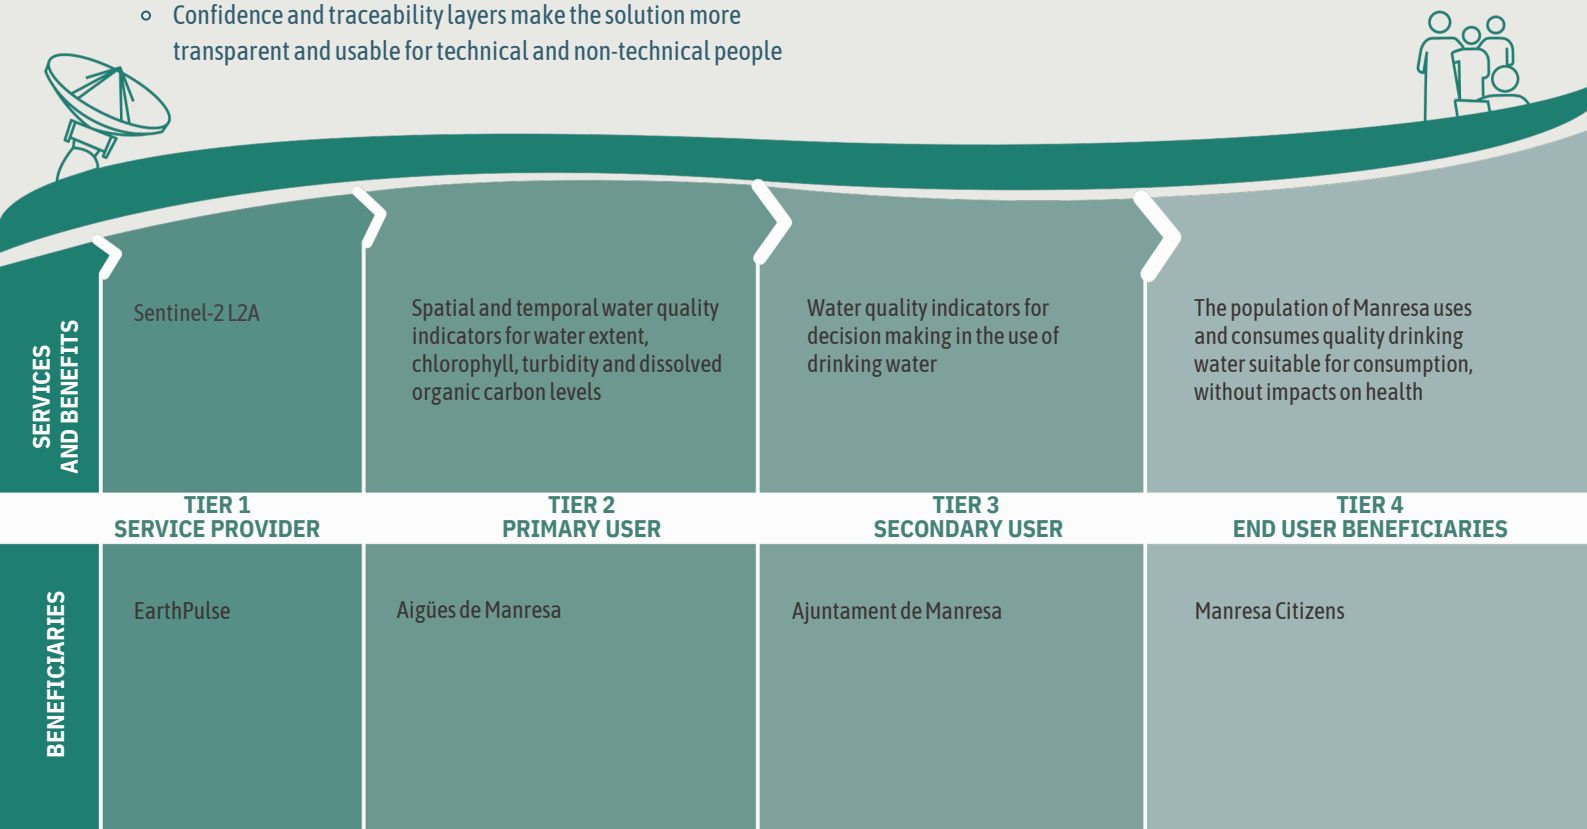 Confidence and traceability layers make the solution more
transparent and usable for technical and non-technical people
SERVICES
AND BENEFITS
Sentinel-2 L2A
Spatial and temporal water quality
indicators for water extent,
chlorophyll, turbidity and dissolved
organic carbon levels
Water quality indicators for
decision making in the use of
drinking water
The population of Manresa uses
and consumes quality drinking
water suitable for consumption,
without impacts on health
TIER 1
SERVICE PROVIDER
TIER 2
PRIMARY USER
TIER 3
SECONDARY USER
TIER 4
END USER BENEFICIARIES
BENEFICIARIES
EarthPulse
Aigües de Manresa
Ajuntament de Manresa
Manresa Citizens